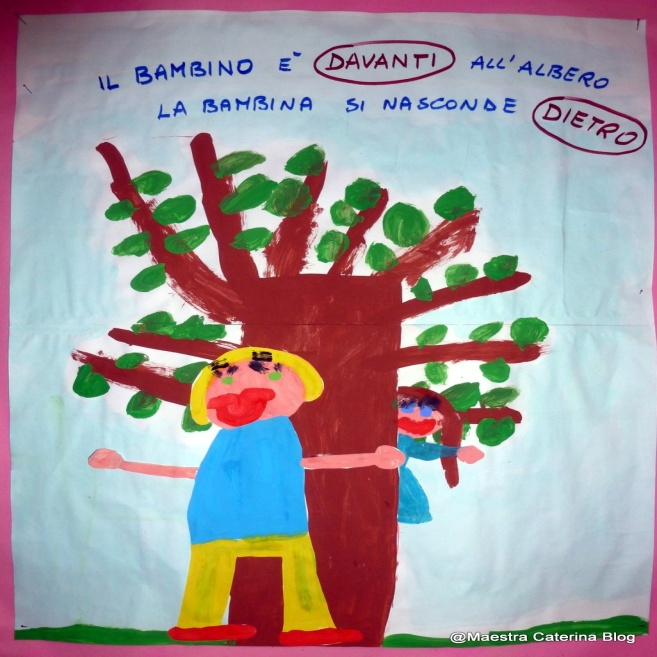 IL BAMBINO E' DAVANTI ALL'ALBERO
LA BAMBINA SI NASCONDE DIETRO
@Maestra Caterina Blog